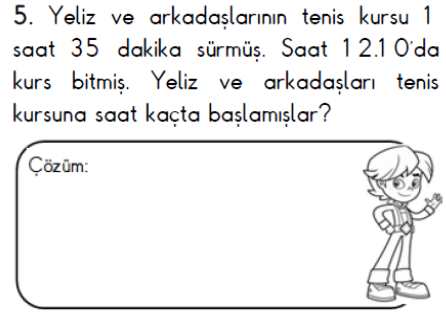 5. Yeliz ve arkadaşlarının tenis kursu 1
saat 35 dakika sürmüş. Saat 12.10'da
kurs bitmiş. Yeliz ve arkadaşları tenis
kursuna saat kaçta başlamışlar?
Çözüm: